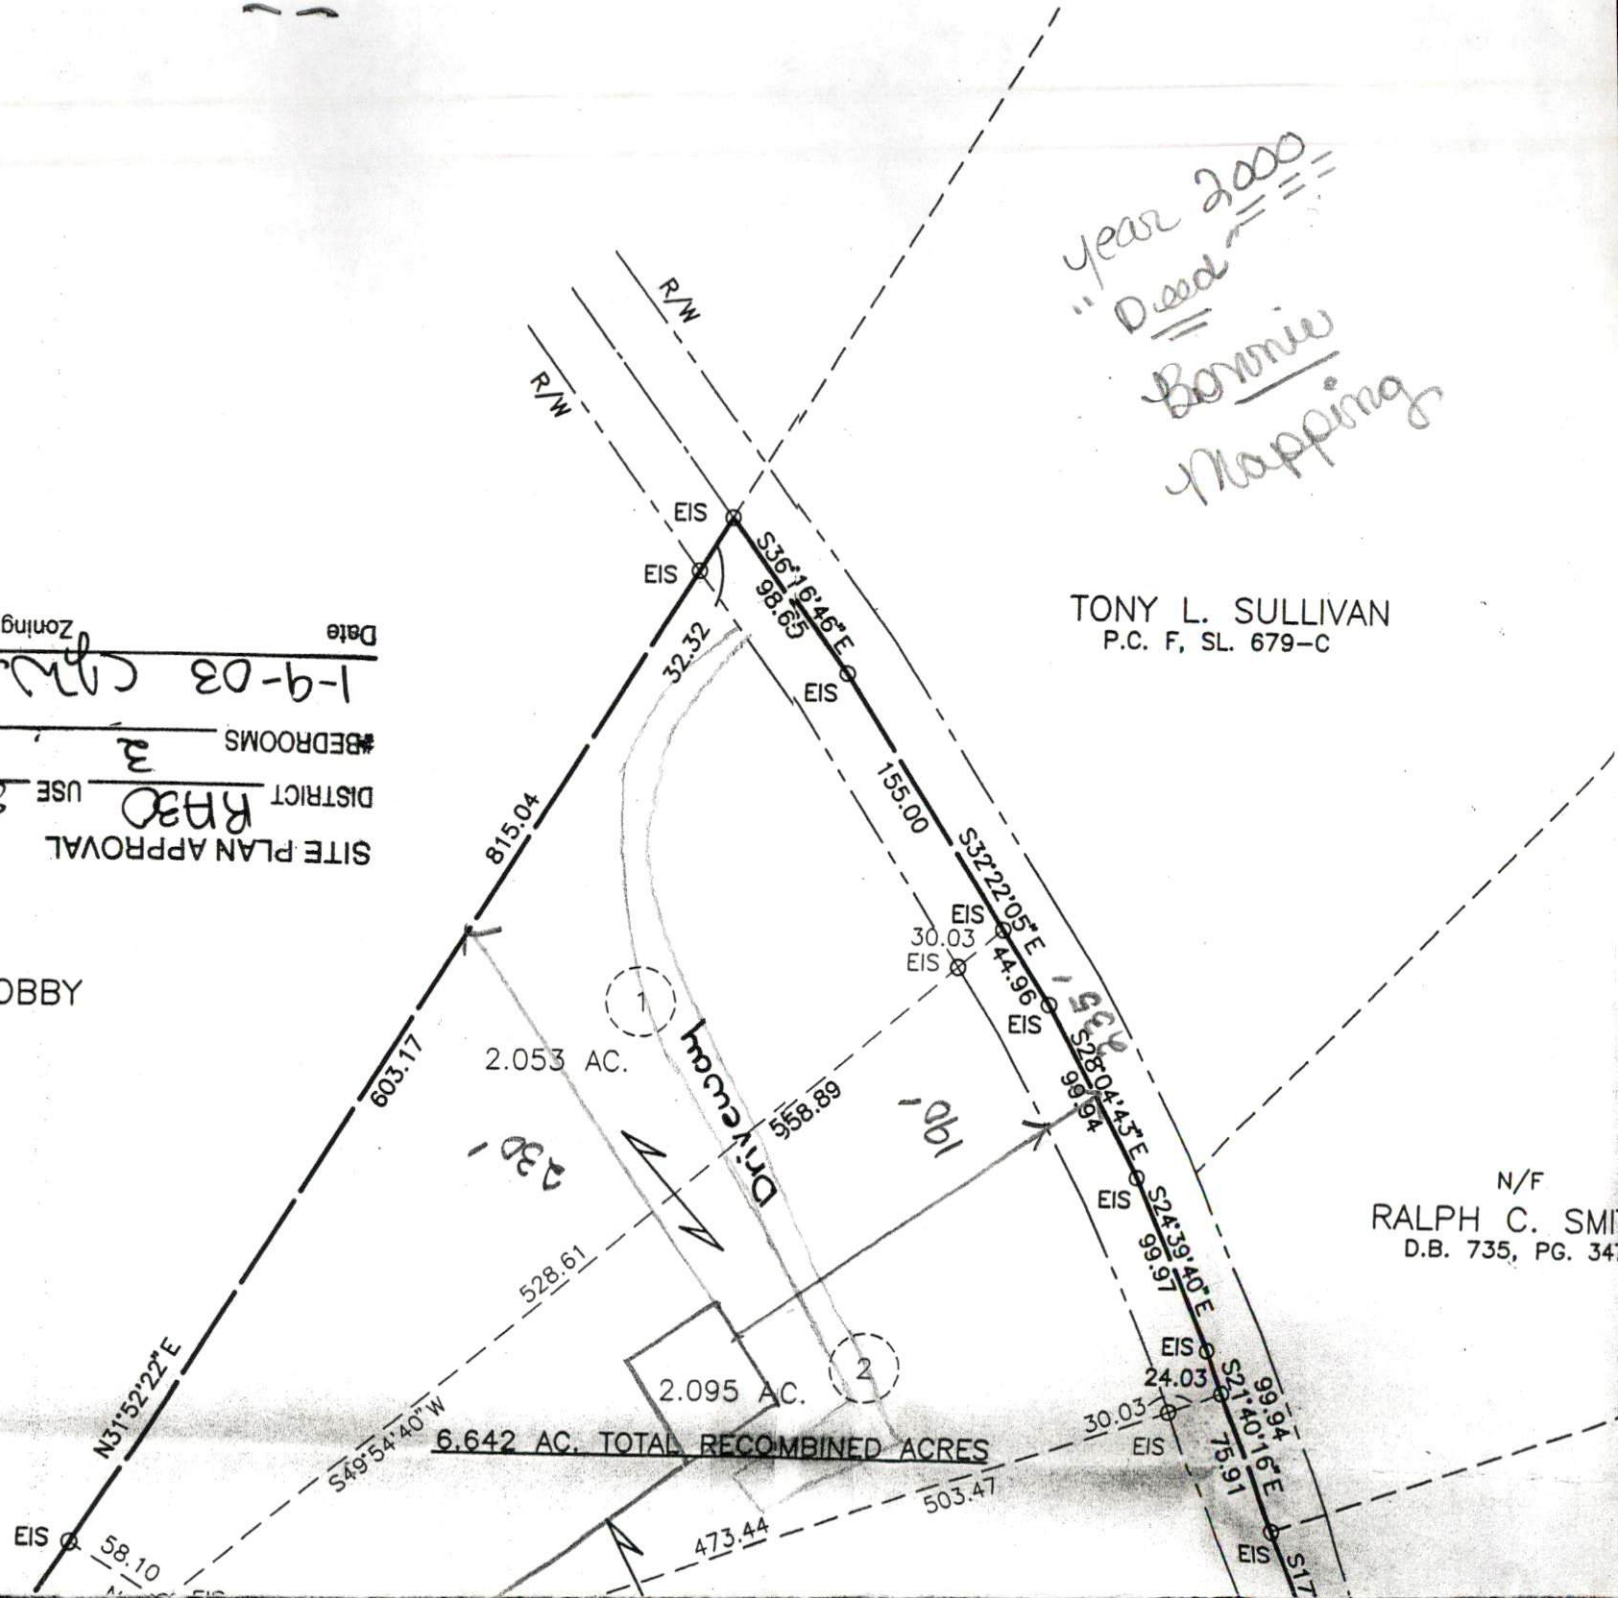 year 2000
"Deed"
Bonnie
Mapping
R/W
R/W
EIS
EIS
S36°16'46"E
98.65
32.32
EIS
TONY L. SULLIVAN
P.C. F, SL. 679-C
Date
Zoning
1-9-03
#BEDROOMS 3
DISTRICT RA30 USE
SITE PLAN APPROVAL
815.04
155.00
S32°22'05"E
EIS
30.03
EIS
44.96
EIS
235'
OBBY
1
603.17
2.053 AC.
Driveway
558.89
190'
230'
S28°04'43"E
99.94
EIS
S24°39'40"E
99.97
N/F
RALPH C. SMI
D.B. 735, PG. 34
528.61
EIS
24.03
S21°40'16"E
99.94
75.91
30.03
EIS
2
2.095 AC.
6.642 AC. TOTAL RECOMBINED ACRES
N31°52'22"E
S49°54'40"W
503.47
473.44
EIS
58.10
EIS
EIS
S17